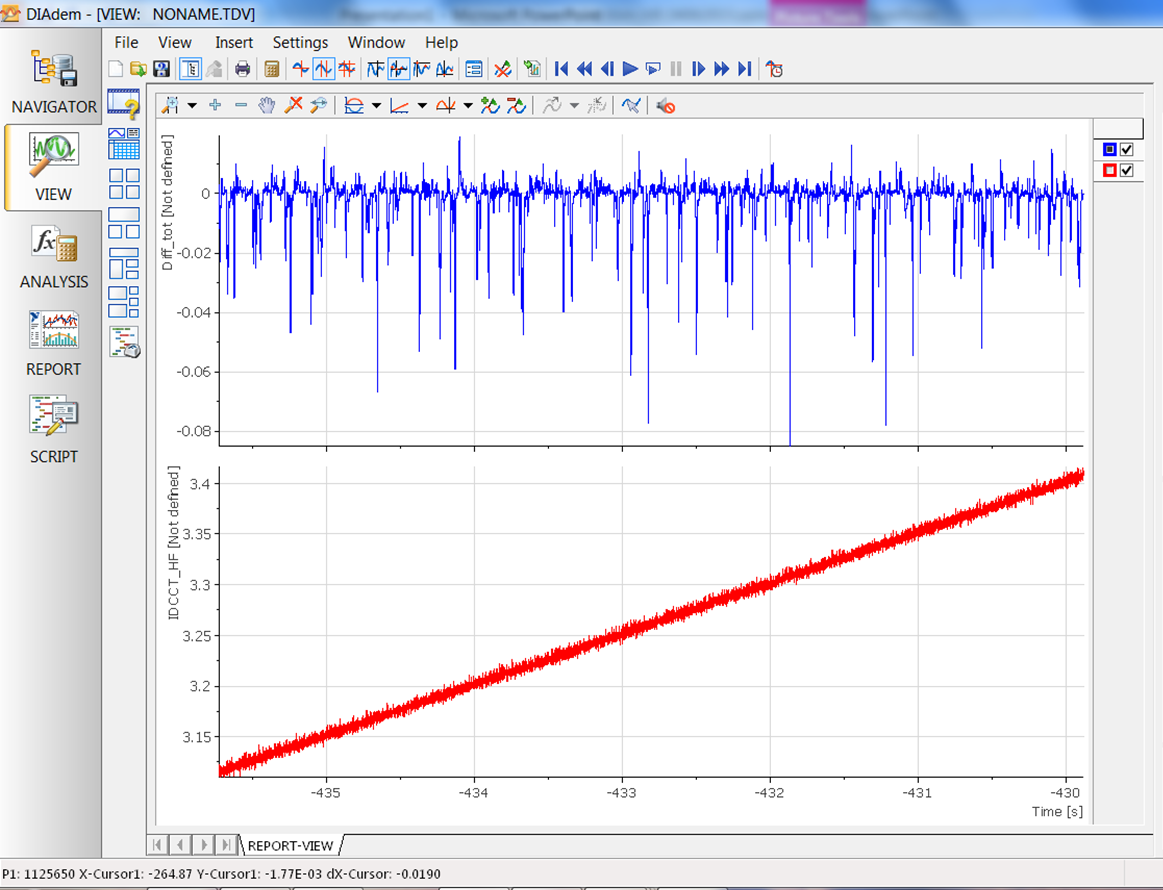 DIAdem - [VIEW:   NONAME.TDV]
File View Insert Settings Window Help
NAVIGATOR
VIEW
ANALYSIS
REPORT
SCRIPT
Diff_tot [Not defined]
0
-0.02
-0.04
-0.06
-0.08
IDCCT_HF [Not defined]
3.4
3.35
3.3
3.25
3.2
3.15
-435 -434 -433 -432 -431 -430
Time [s]
REPORT-VIEW
P1: 1125650 X-Cursor1: -264.87 Y-Cursor1: -1.77E-03 dX-Cursor: -0.0190